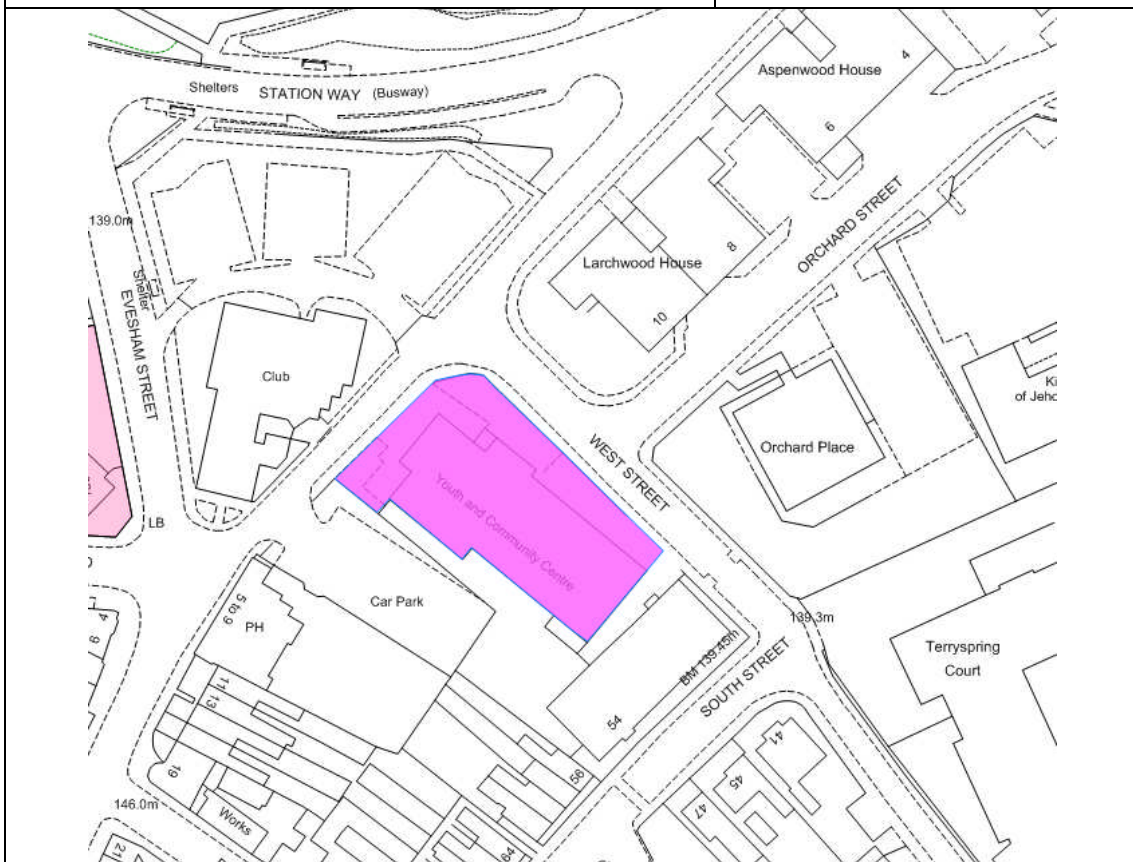 Aspenwood House
4
6
Shelters
STATION WAY (Busway)
139.0m
Shelter
EVESHAM STREET
ORCHARD STREET
Larchwood House
8
10
Club
WEST STREET
Orchard Place
of Jeho
Youth and Community Centre
LB
Car Park
5 to 9
PH
11
13
19
139.3m
BM 139.45m
SOUTH STREET
Terryspring
Court
54
56
41
45
47
146.0m
Works
64
21
4